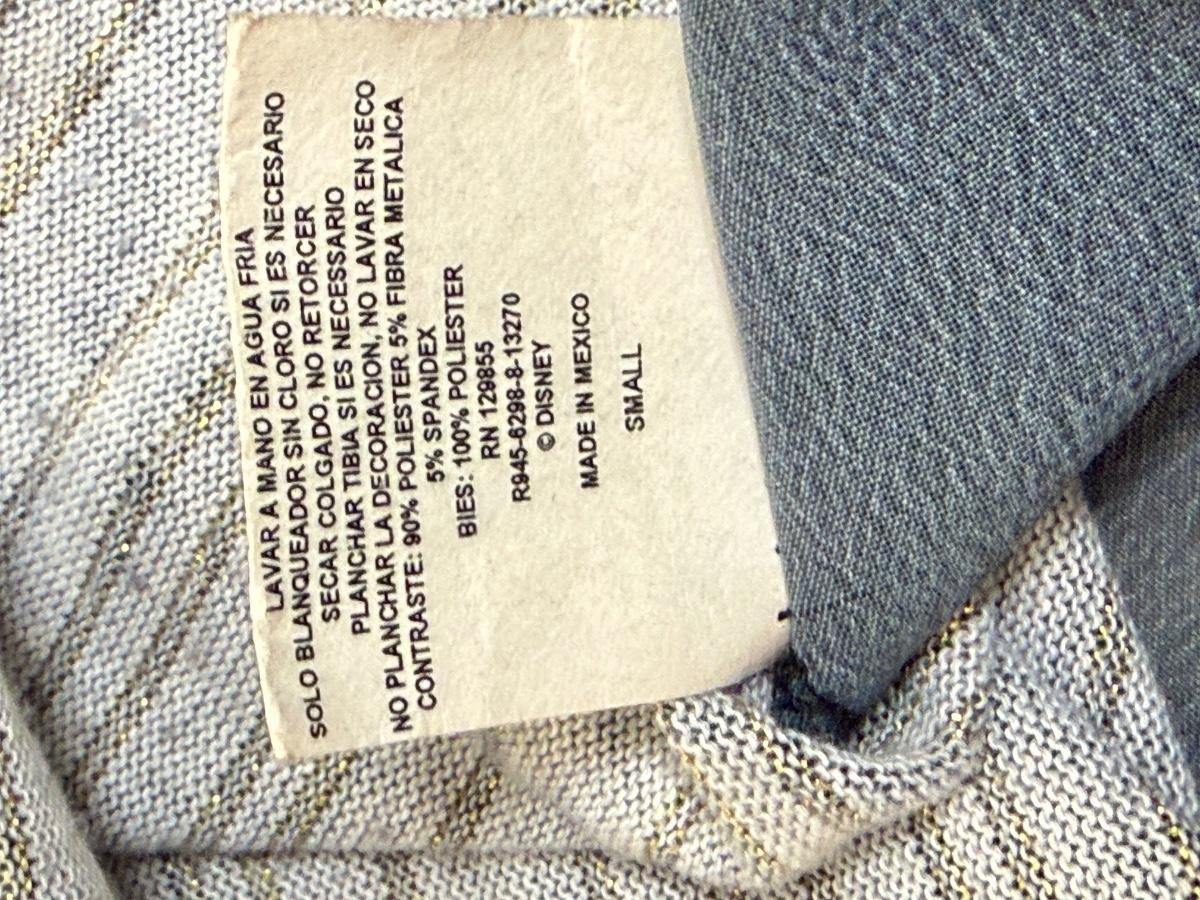 LAVAR A MANO EN AGUA FRIA
SOLO BLANQUEADOR SIN CLORO SI ES NECESARIO
SECAR COLGADO, NO RETORCER
PLANCHAR TIBIA SI ES NECESSARIO
NO PLANCHAR LA DECORACION, NO LAVAR EN SECO
CONTRASTE: 90% POLIESTER 5% FIBRA METALICA
5% SPANDEX
BIES: 100% POLIESTER
RN 129855
R945-6298-8-13270
© DISNEY
MADE IN MEXICO
SMALL